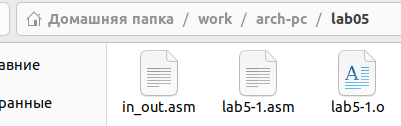 Домашняя папка / work / arch-pc / lab05
авние
ранные
in_out.asm lab5-1.asm lab5-1.o